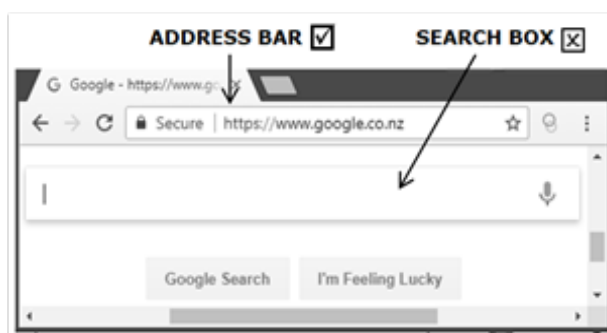 ADDRESS BAR ☑ SEARCH BOX ☒
Google - https://www.go
Secure | https://www.google.co.nz
Google Search I'm Feeling Lucky